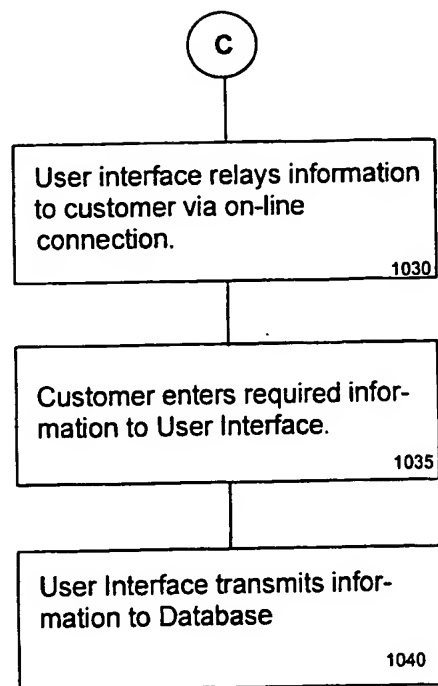 C
User interface relays information
to customer via on-line
connection.
1030
Customer enters required infor-
mation to User Interface.
1035
User Interface transmits infor-
mation to Database
1040